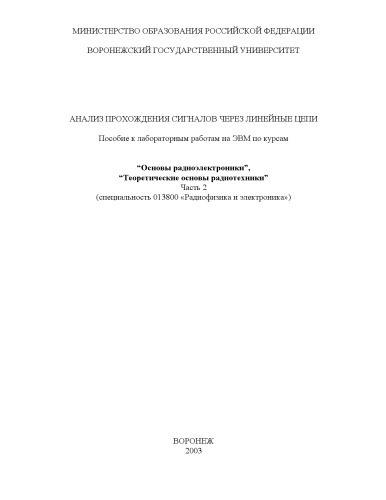 МИНИСТЕРСТВО ОБРАЗОВАНИЯ РОССИЙСКОЙ ФЕДЕРАЦИИ
ВОРОНЕЖСКИЙ ГОСУДАРСТВЕННЫЙ УНИВЕРСИТЕТ
АНАЛИЗ ПРОХОЖДЕНИЯ СИГНАЛОВ ЧЕРЕЗ ЛИНЕЙНЫЕ ЦЕПИ
Пособие к лабораторным работам на ЭВМ по курсам
“Основы радиоэлектроники”,
“Теоретические основы радиотехники”
Часть 2
(специальность 013800 «Радиофизика и электроника»)
ВОРОНЕЖ
2003